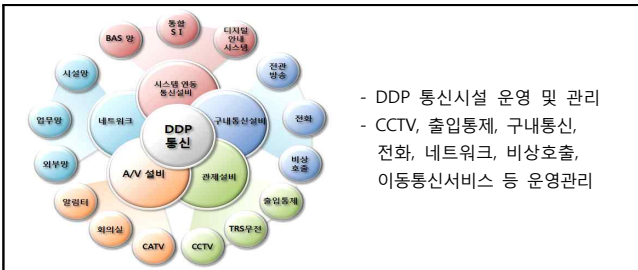 BAS 망
통합
S I
디지털
안내
시스템
시설망
시스템 연동
통신설비
전관
방송
업무망
네트워크
DDP
통신
구내통신설비
전화
외부망
A/V 설비
관제설비
비상
호출
알림터
회의실
CATV
CCTV
TRS무전
출입통제
- DDP 통신시설 운영 및 관리
- CCTV, 출입통제, 구내통신,
전화, 네트워크, 비상호출,
이동통신서비스 등 운영관리